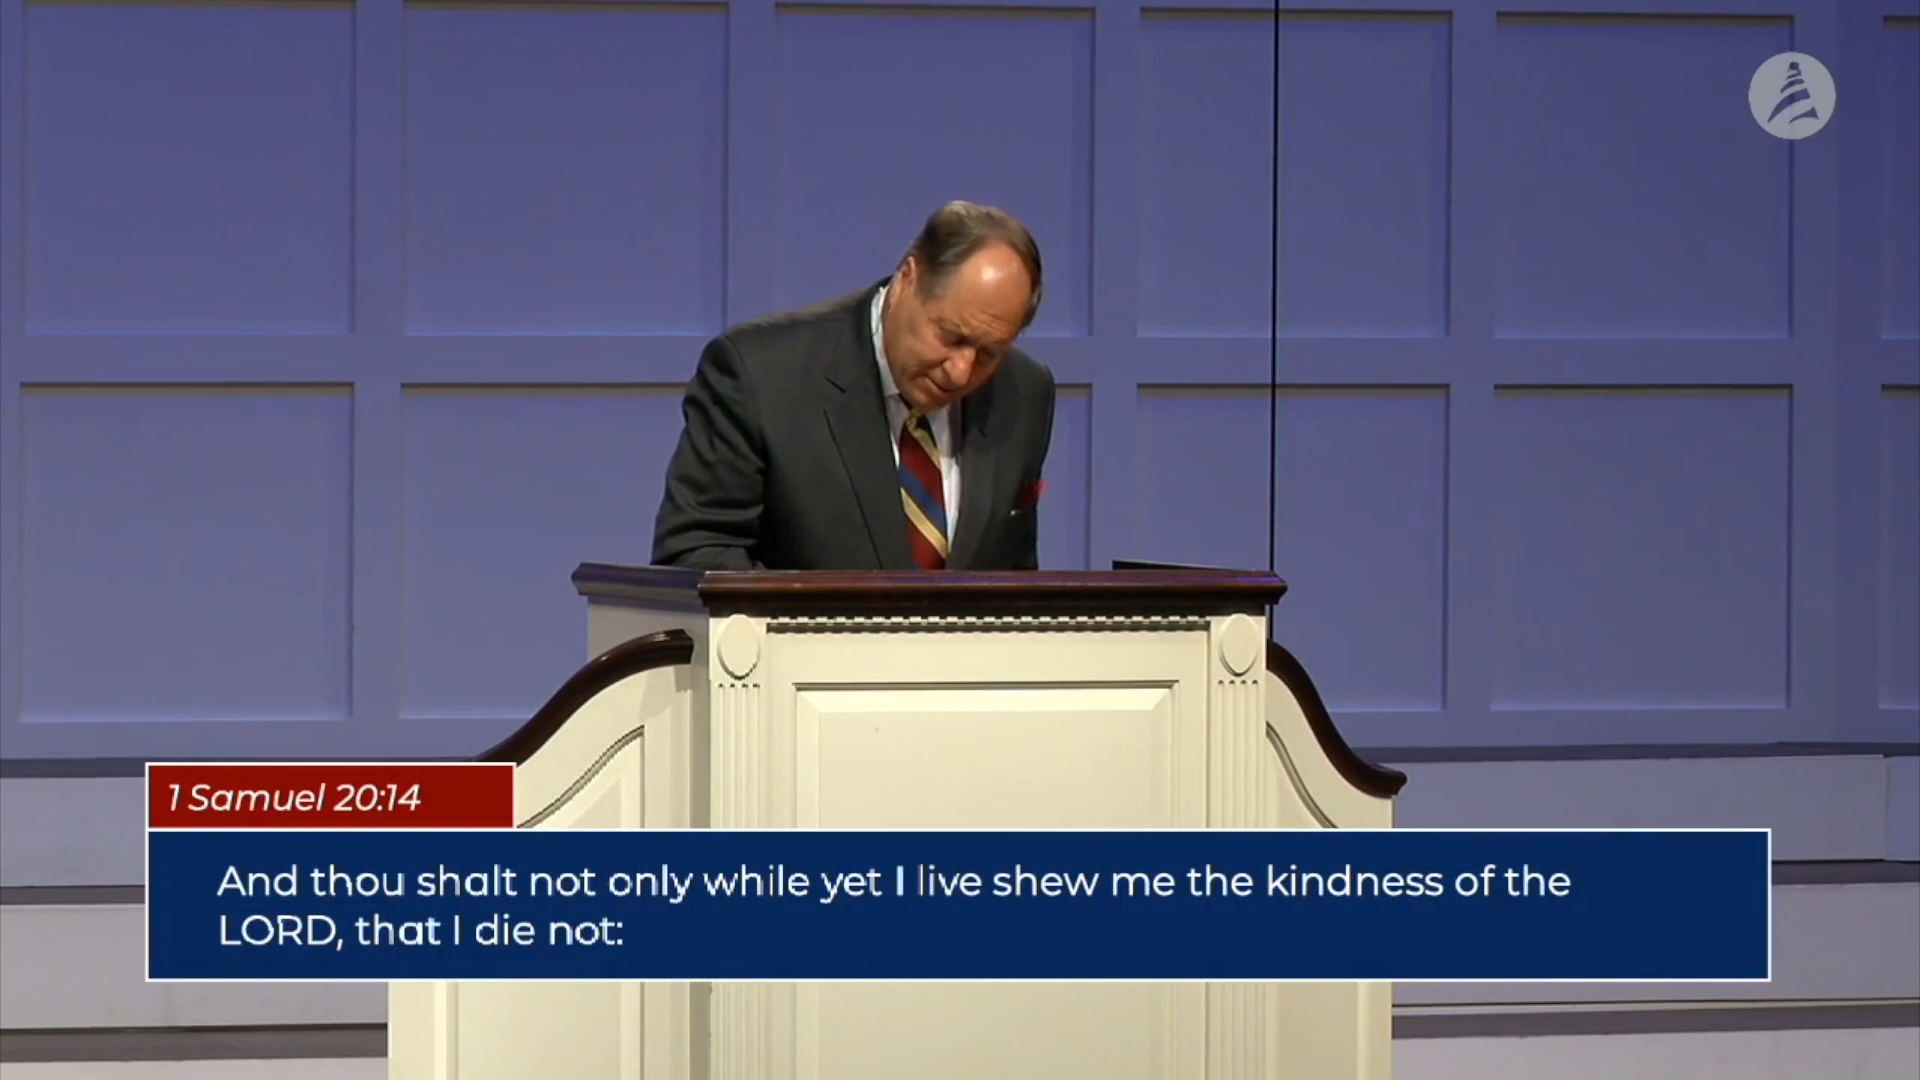 1 Samuel 20:14
And thou shalt not only while yet I live shew me the kindness of the
LORD, that I die not: